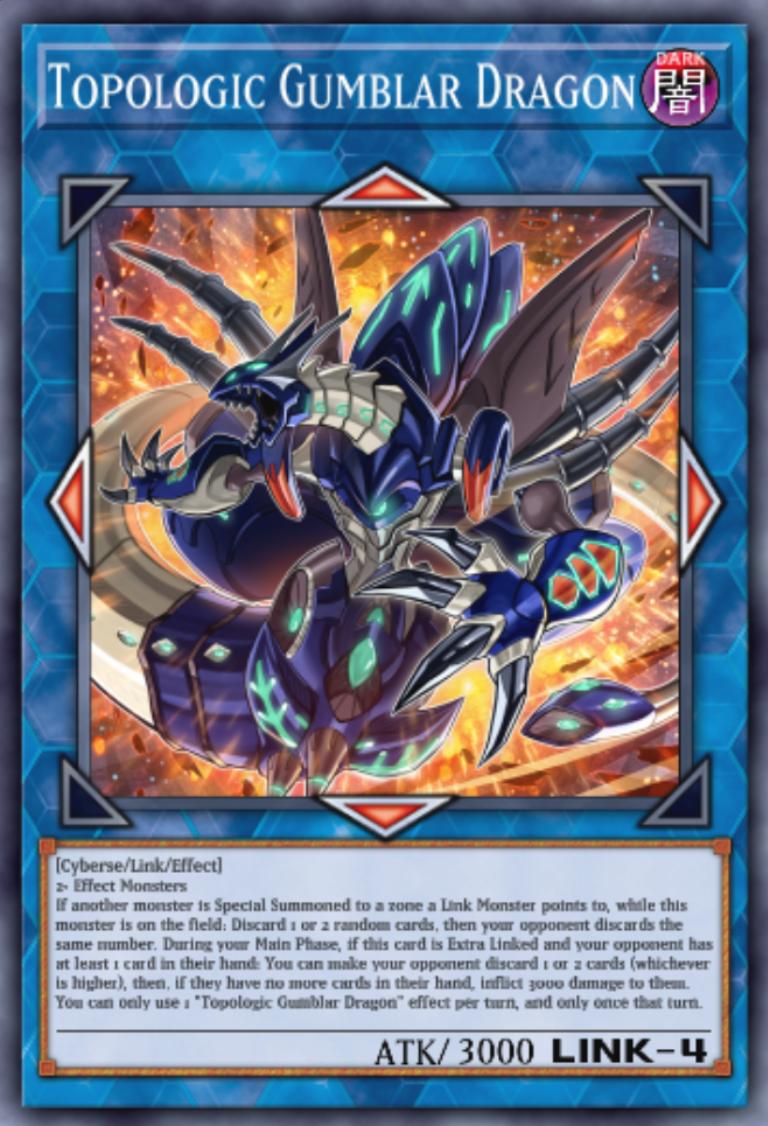 TOPOLOGIC GUMBLAR DRAGON
DARK
闇
[Cyberse/Link/Effect]
2+ Effect Monsters
If another monster is Special Summoned to a zone a Link Monster points to, while this
monster is on the field: Discard 1 or 2 random cards, then your opponent discards the
same number. During your Main Phase, if this card is Extra Linked and your opponent has
at least 1 card in their hand: You can make your opponent discard 1 or 2 cards (whichever
is higher), then, if they have no more cards in their hand, inflict 3000 damage to them.
You can only use 1 "Topologic Gumblar Dragon" effect per turn, and only once that turn.
ATK/ 3000 LINK-4